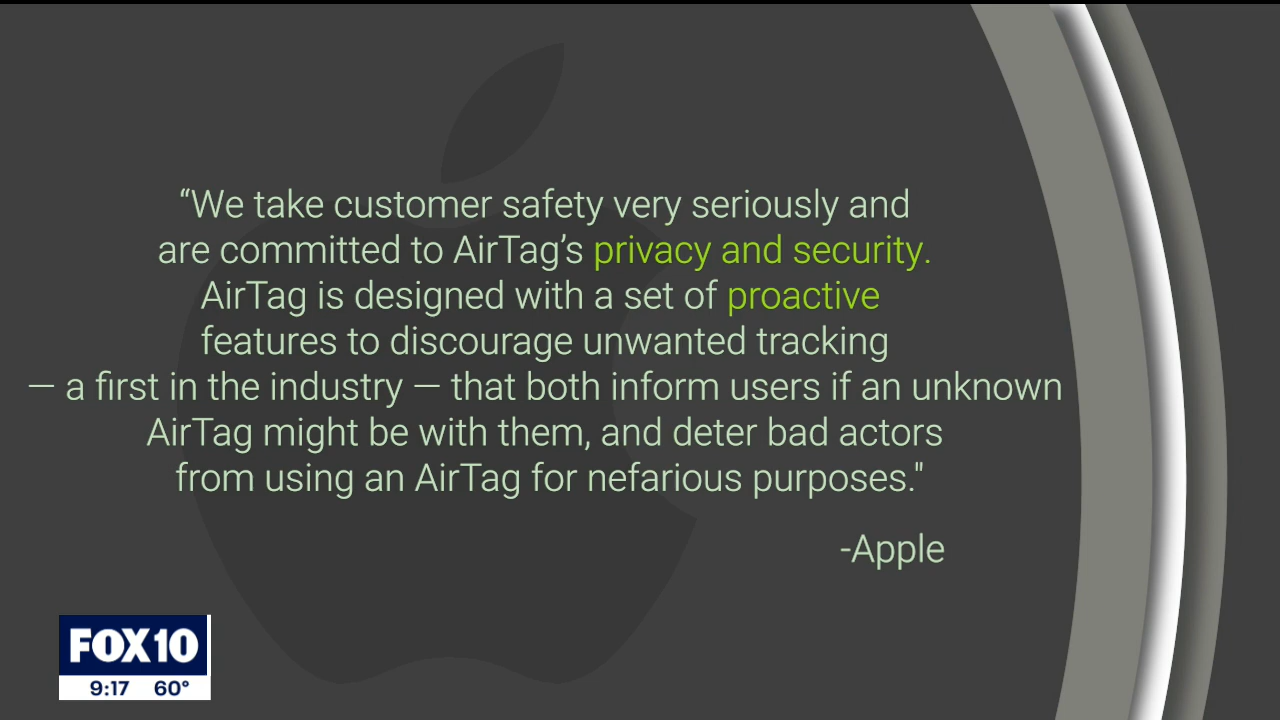 “We take customer safety very seriously and
are committed to AirTag’s privacy and security.
AirTag is designed with a set of proactive
features to discourage unwanted tracking
— a first in the industry — that both inform users if an unknown
AirTag might be with them, and deter bad actors
from using an AirTag for nefarious purposes."
-Apple
FOX10
9:17 60°